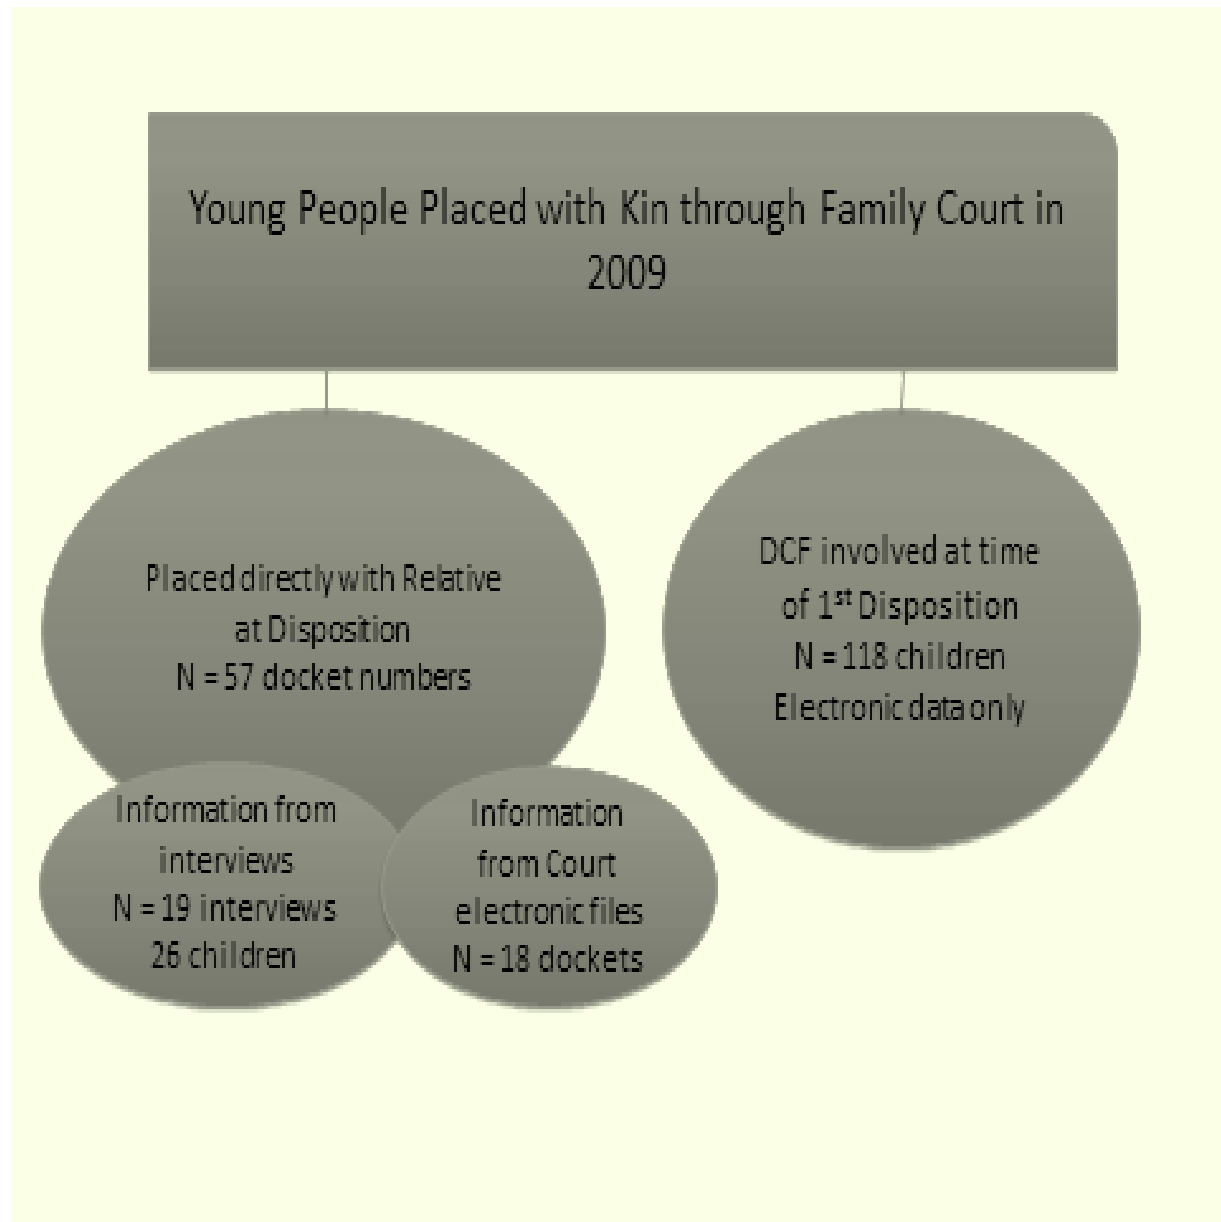 Young People Placed with Kin through Family Court in
2009
Placed directly with Relative
at Disposition
N = 57 docket numbers
DCF involved at time
of 1st Disposition
N = 118 children
Electronic data only
Information from
interviews
N = 19 interviews
26 children
Information
from Court
electronic files
N = 18 dockets